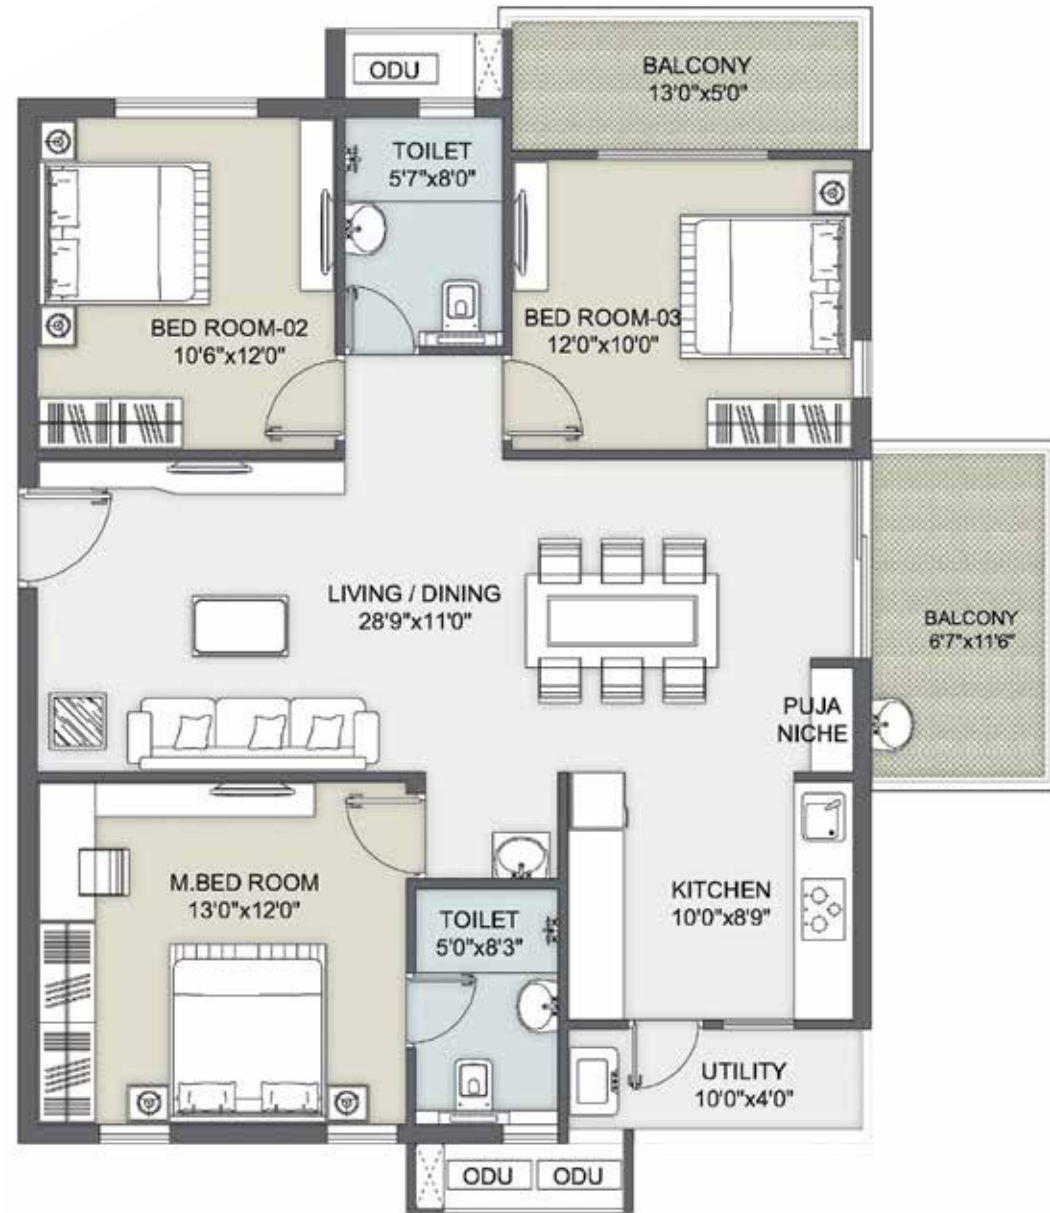 ODU
BALCONY
13'0"x5'0"
TOILET
5'7"x8'0"
BED ROOM-02
10'6"x12'0"
BED ROOM-03
12'0"x10'0"
LIVING / DINING
28'9"x11'0"
BALCONY
6'7"x11'6"
PUJA
NICHE
M.BED ROOM
13'0"x12'0"
TOILET
5'0"x8'3"
KITCHEN
10'0"x8'9"
UTILITY
10'0"x4'0"
ODU
ODU